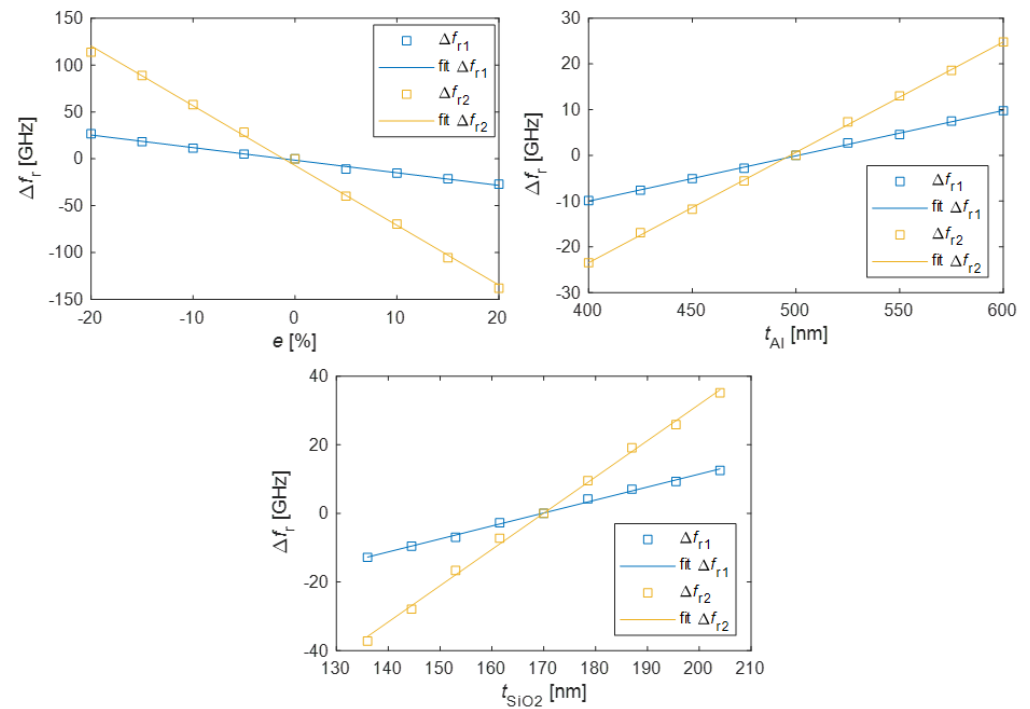 150
100
50
0
-50
-100
-150
Δf_r [GHz]
-20
-10
0
10
20
e [%]
Δf_r1
fit Δf_r1
Δf_r2
fit Δf_r2
30
20
10
0
-10
-20
-30
Δf_r [GHz]
400
450
500
550
600
t_Al [nm]
Δf_r1
fit Δf_r1
Δf_r2
fit Δf_r2
40
20
0
-20
-40
Δf_r [GHz]
130
140
150
160
170
180
190
200
210
t_SiO2 [nm]
Δf_r1
fit Δf_r1
Δf_r2
fit Δf_r2